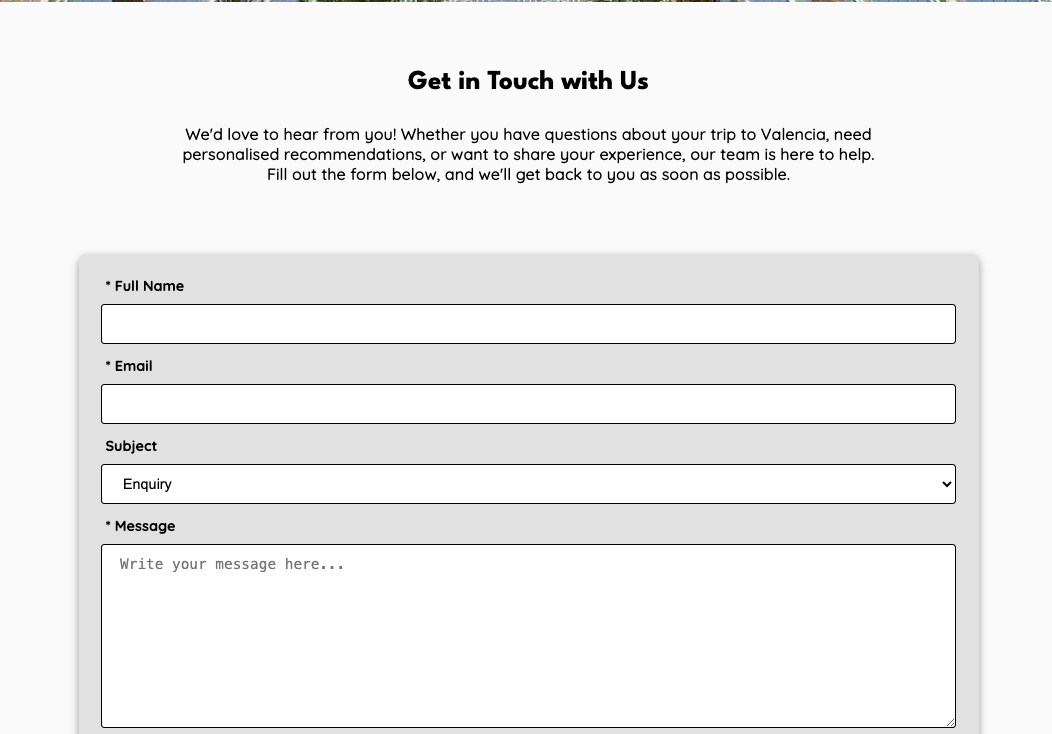 Get in Touch with Us
We'd love to hear from you! Whether you have questions about your trip to Valencia, need
personalised recommendations, or want to share your experience, our team is here to help.
Fill out the form below, and we'll get back to you as soon as possible.
* Full Name
* Email
Subject
Enquiry
* Message
Write your message here...